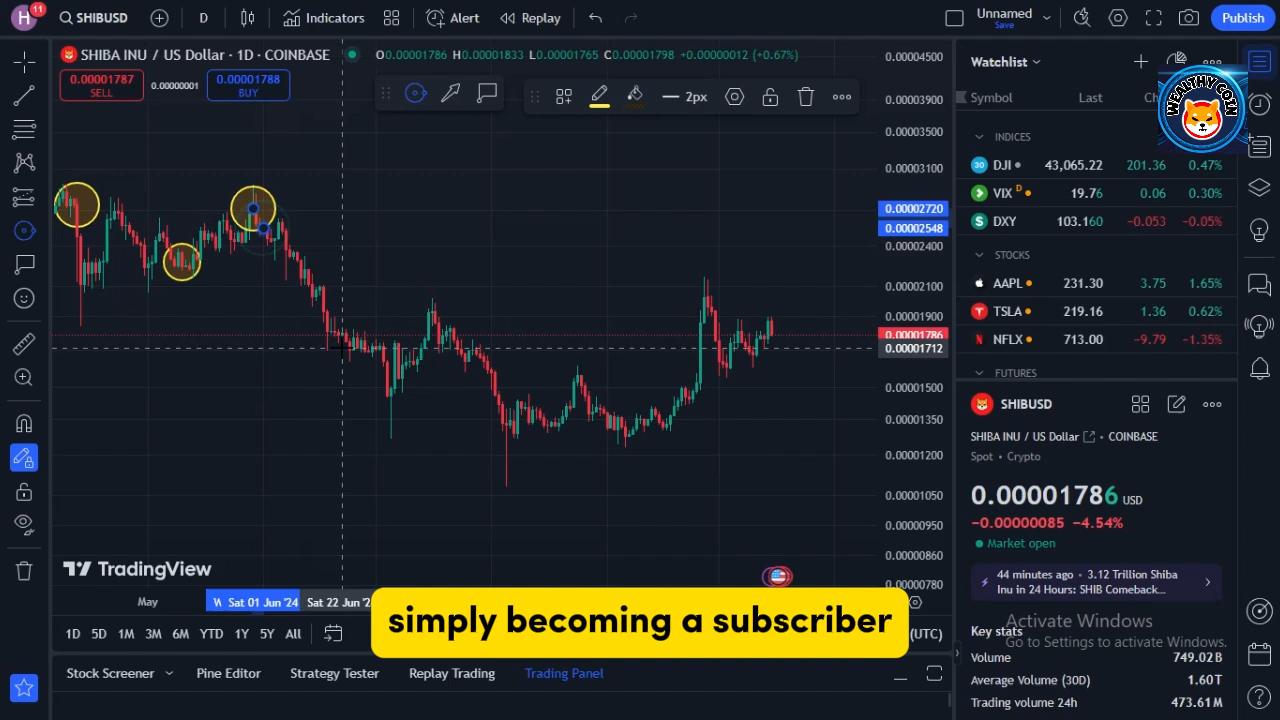 H 11 SHIBUSD D Indicators Alert Replay Unnamed Save Publish
SHIBA INU / US Dollar · 1D · COINBASE O0.00001786 H0.00001833 L0.00001765 C0.00001798 +0.00000012 (+0.67%)
0.00001787 SELL 0.00000001 0.00001788 BUY
2px
0.00004500
0.00003900
0.00003500
0.00003100
0.00002720
0.00002548
0.00002400
0.00002100
0.00001900
0.00001786
0.00001712
0.00001500
0.00001350
0.00001200
0.00001050
0.00000950
0.00000860
0.00000780
TradingView
May Sat 01 Jun '24 Sat 22 Jun '2
1D 5D 1M 3M 6M YTD 1Y 5Y All (UTC)
simply becoming a subscriber
Stock Screener Pine Editor Strategy Tester Replay Trading Trading Panel
Watchlist
WEALTHY COIN
Symbol Last Ch
INDICES
DJI 43,065.22 201.36 0.47%
VIX D 19.76 0.06 0.30%
DXY 103.160 -0.053 -0.05%
STOCKS
AAPL 231.30 3.75 1.65%
TSLA 219.16 1.36 0.62%
NFLX 713.00 -9.79 -1.35%
FUTURES
SHIBUSD
SHIBA INU / US Dollar • COINBASE
Spot • Crypto
0.00001786 USD
-0.00000085 -4.54%
Market open
44 minutes ago • 3.12 Trillion Shiba
Inu in 24 Hours: SHIB Comeback...
Activate Windows
Go to Settings to activate Windows.
Key stats
Volume 749.02B
Average Volume (30D) 1.60T
Trading volume 24h 473.61M